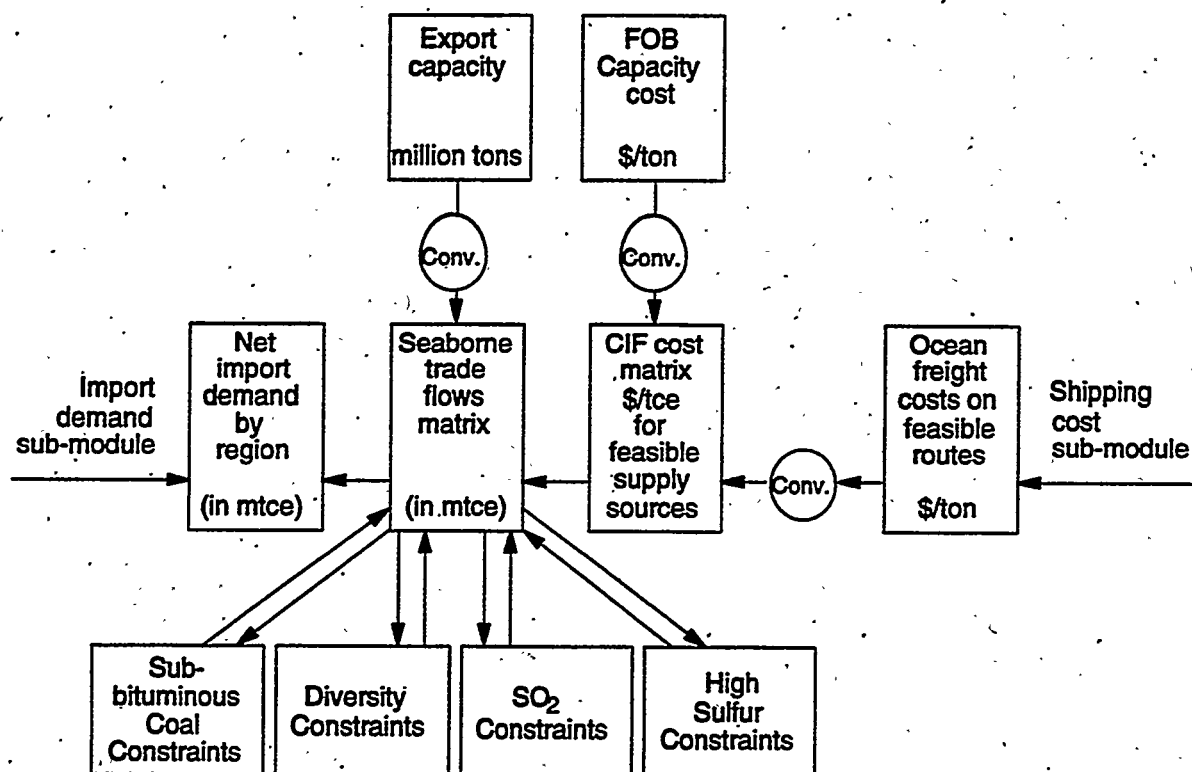 Export
capacity
million tons
FOB
Capacity
cost
$/ton
Conv.
Conv.
Import
demand
sub-module
Net
import
demand
by
region
(in mtce)
Seaborne
trade
flows
matrix
(in mtce)
CIF cost
matrix
$/tce
for
feasible
supply
sources
Conv.
Ocean
freight
costs on
feasible
routes
$/ton
Shipping
cost
sub-module
Sub-
bituminous
Coal
Constraints
Diversity
Constraints
SO2
Constraints
High
Sulfur
Constraints